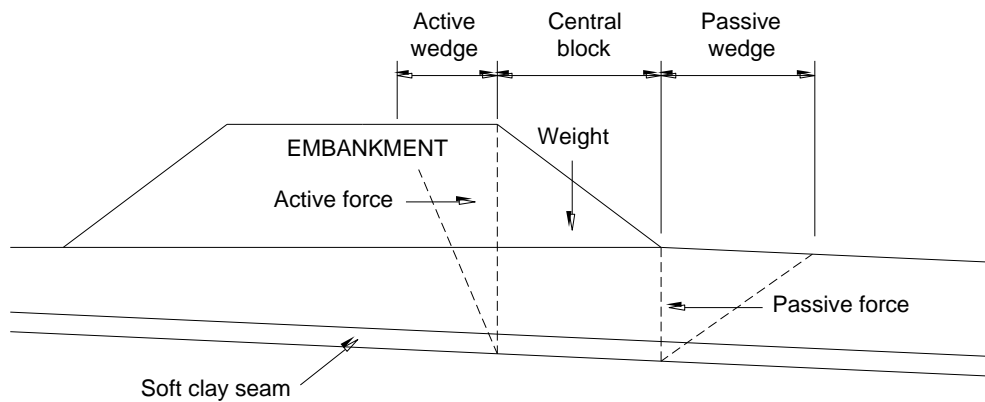 Active
wedge
Central
block
Passive
wedge
EMBANKMENT
Weight
Active force
Passive force
Soft clay seam